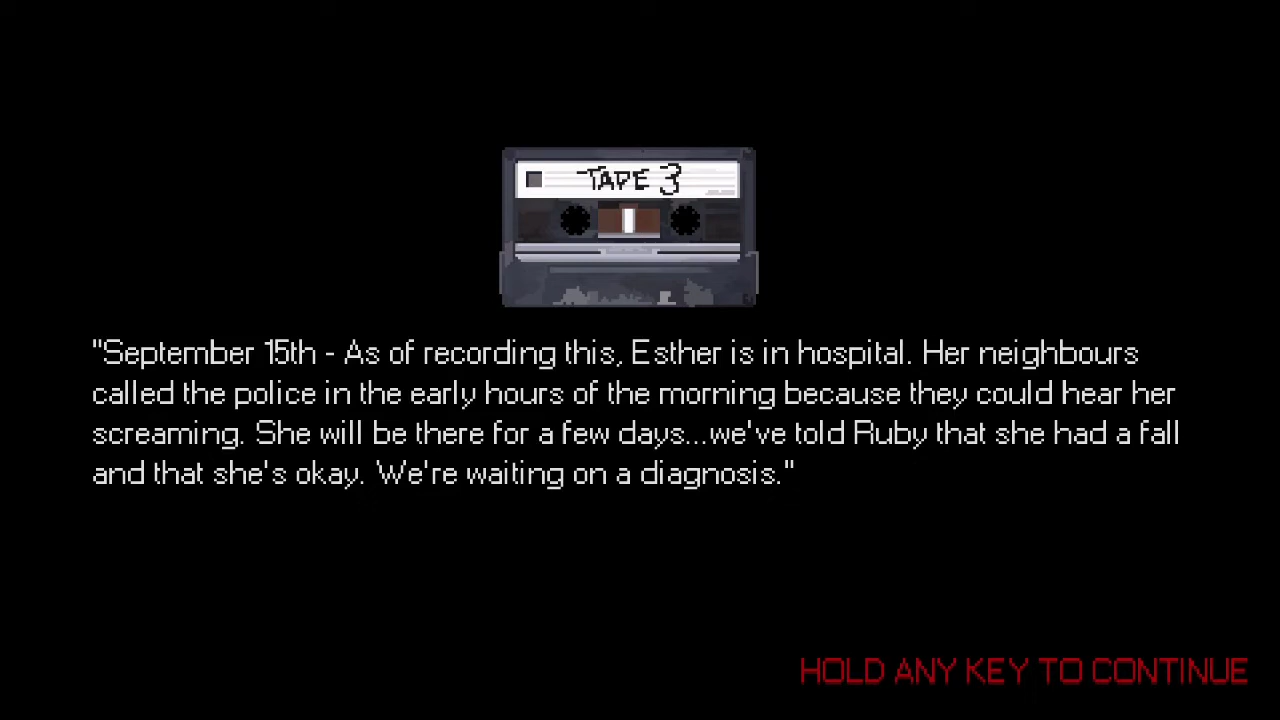 TAPE 3
"September 15th - As of recording this, Esther is in hospital. Her neighbours
called the police in the early hours of the morning because they could hear her
screaming. She will be there for a few days...we've told Ruby that she had a fall
and that she's okay. We're waiting on a diagnosis."
HOLD ANY KEY TO CONTINUE